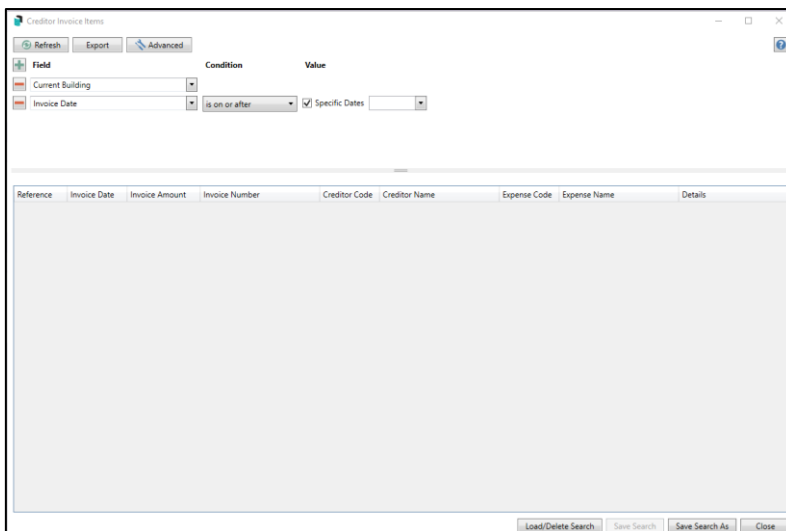 Creditor Invoice Items
Refresh Export Advanced
Field Condition Value
Current Building
Invoice Date is on or after Specific Dates
Reference Invoice Date Invoice Amount Invoice Number Creditor Code Creditor Name Expense Code Expense Name Details
Load/Delete Search Save Search Save Search As Close